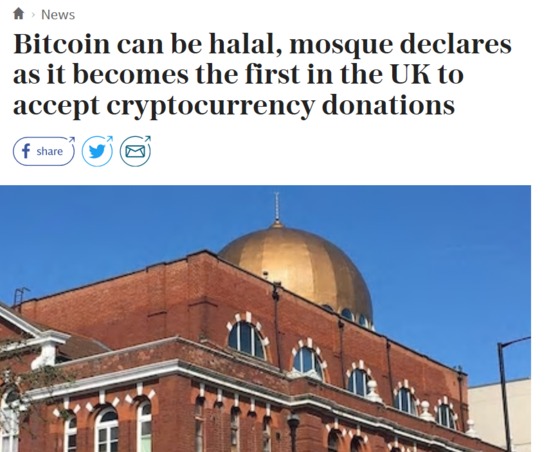 News
Bitcoin can be halal, mosque declares
as it becomes the first in the UK to
accept cryptocurrency donations
share